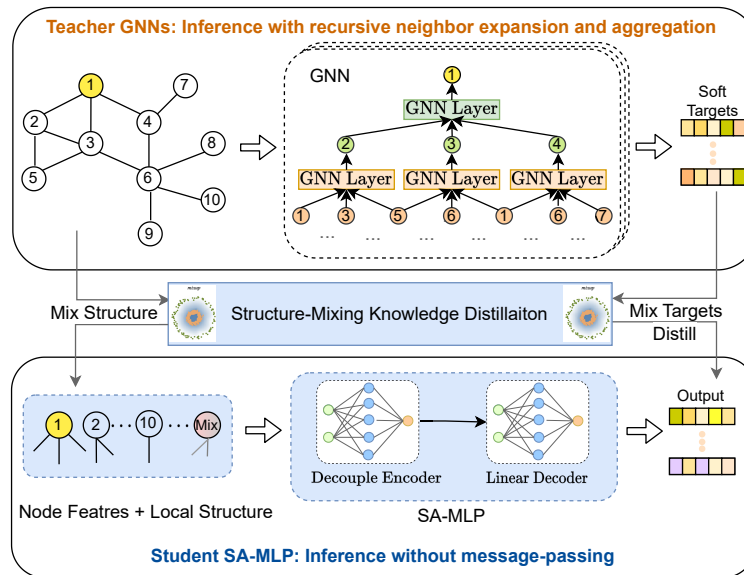 Teacher GNNs: Inference with recursive neighbor expansion and aggregation
1
7
2
3
4
8
5
6
10
9
GNN
1
GNN Layer
2
3
4
GNN Layer
GNN Layer
GNN Layer
1
3
5
6
1
6
7
... ... ... ... ... ...
Soft
Targets
Mix Structure
mixup
Structure-Mixing Knowledge Distillaiton
mixup
Mix Targets
Distill
1
2
...
10
...
Mix
Node Featres + Local Structure
Decouple Encoder
Linear Decoder
SA-MLP
Output
Student SA-MLP: Inference without message-passing